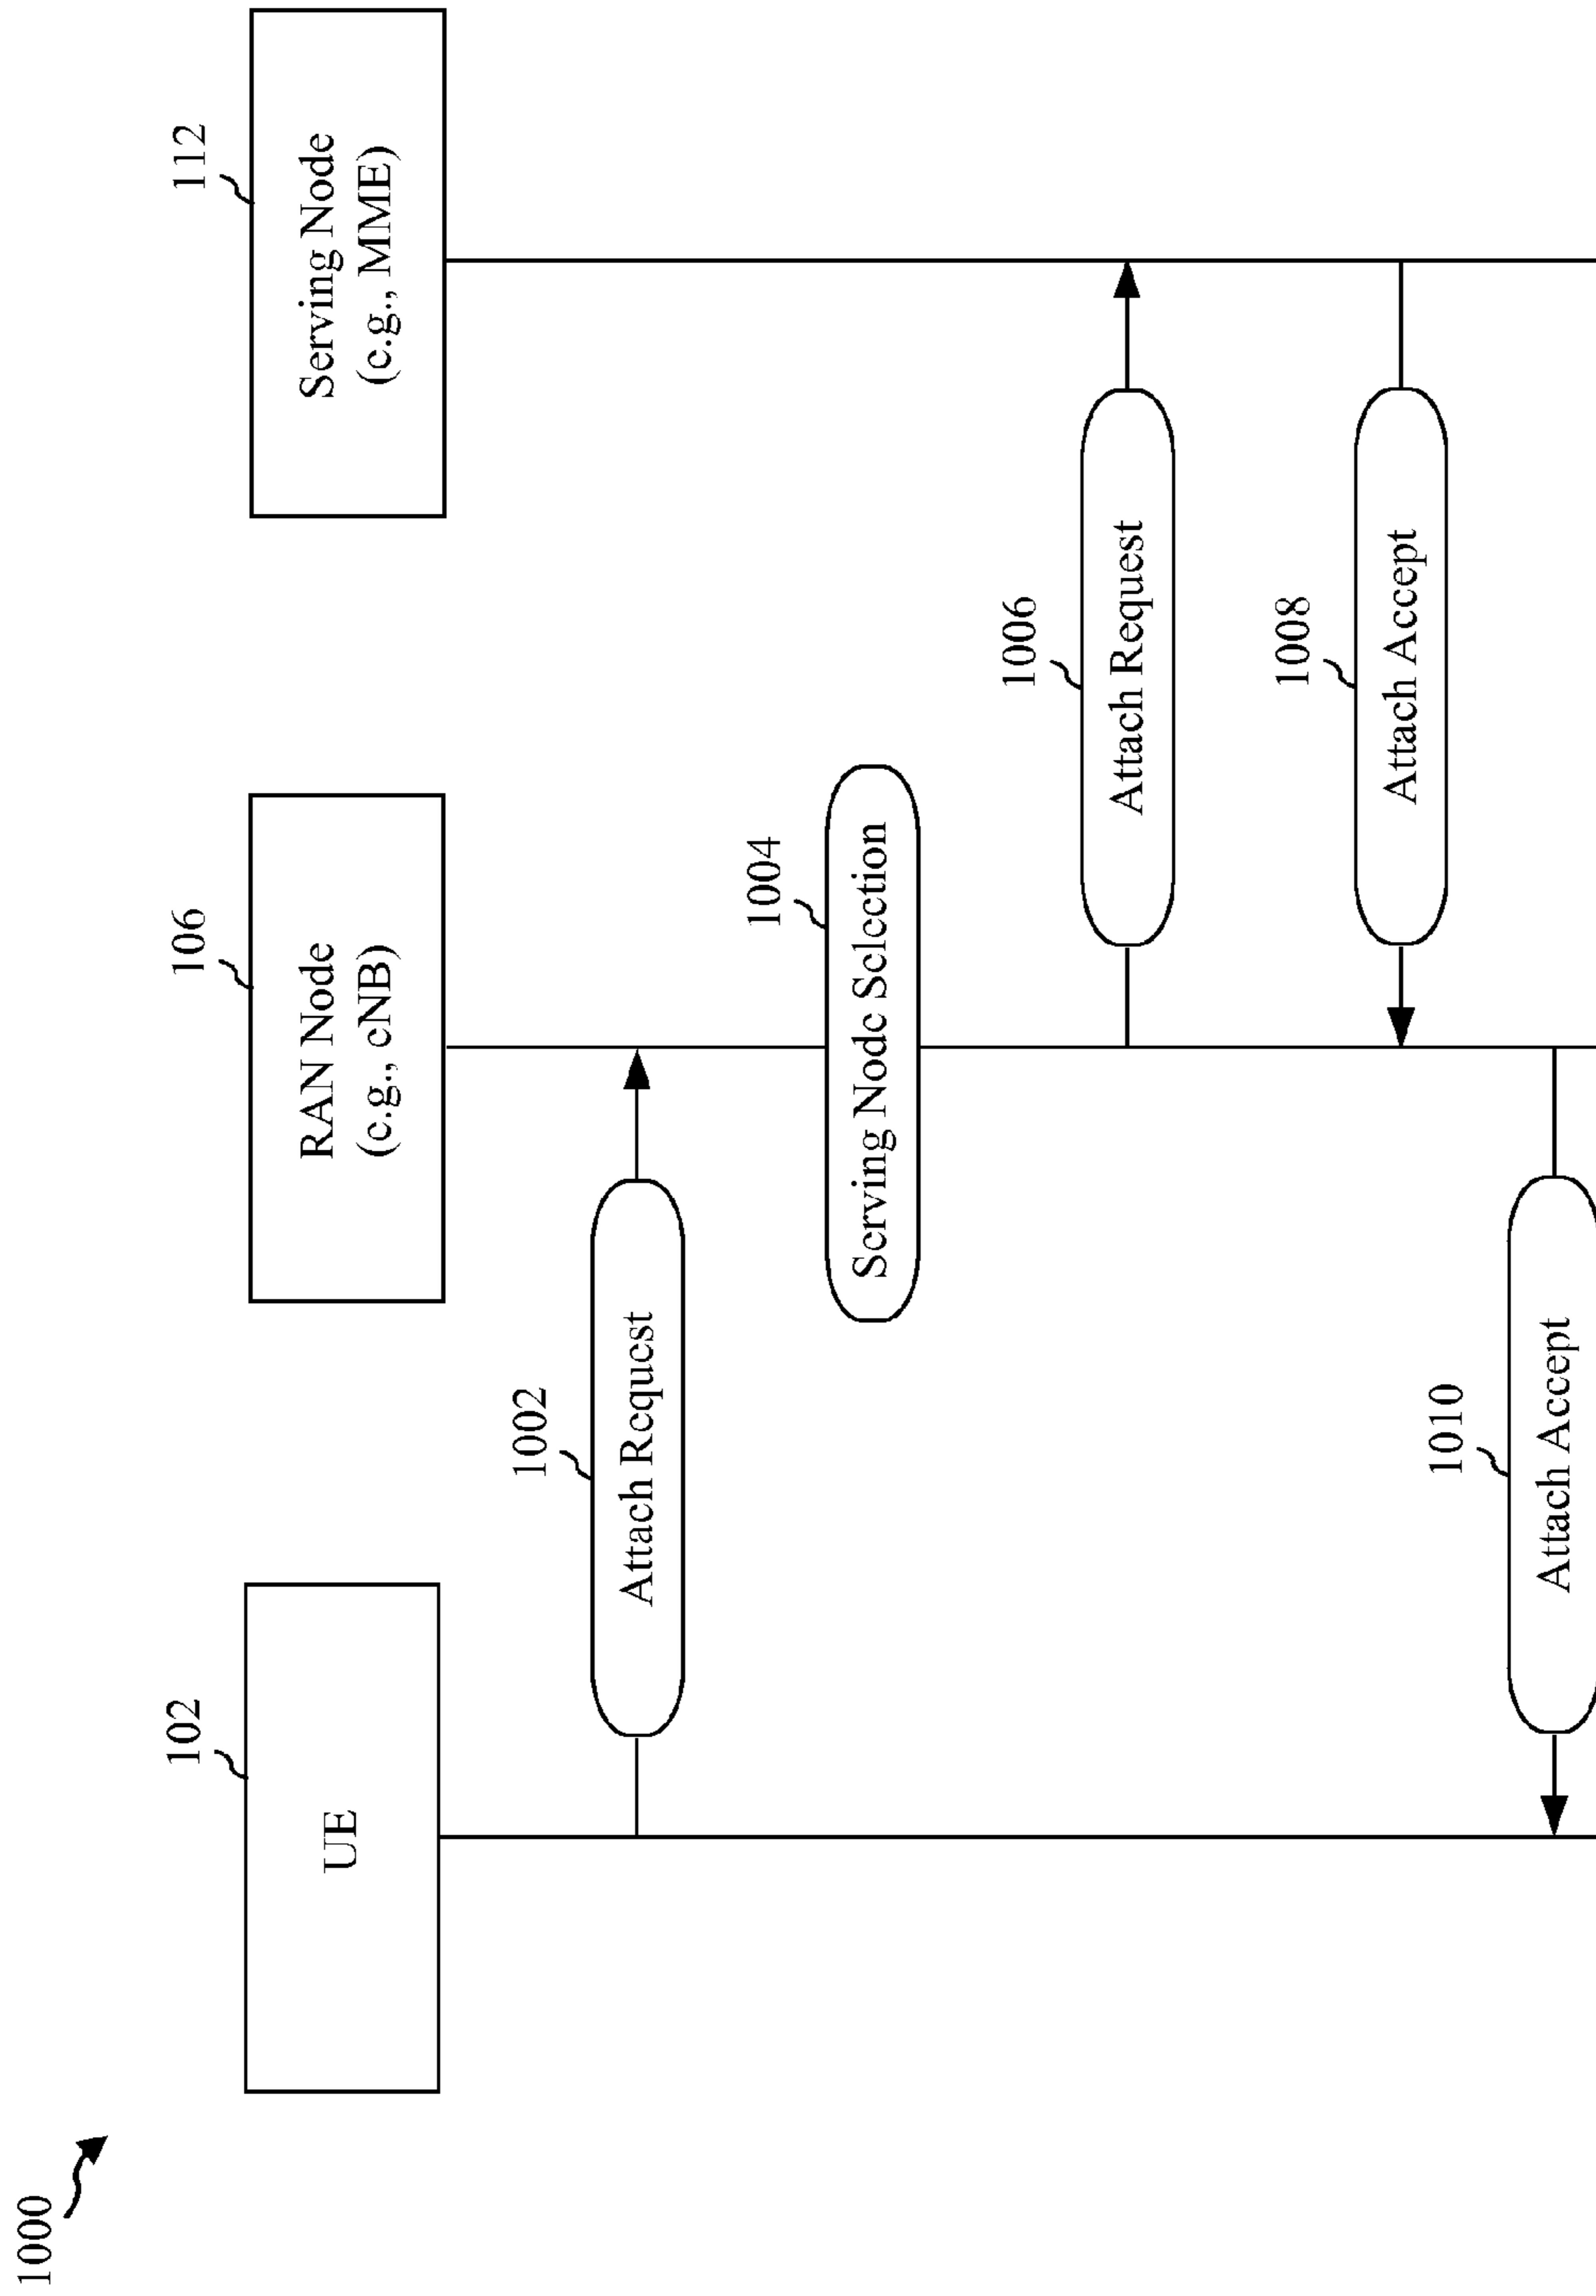 1000
102
UE
106
RAN Node
(e.g., eNB)
112
Serving Node
(e.g., MME)
1002
Attach Request
1004
Serving Node Selection
1006
Attach Request
1008
Attach Accept
1010
Attach Accept